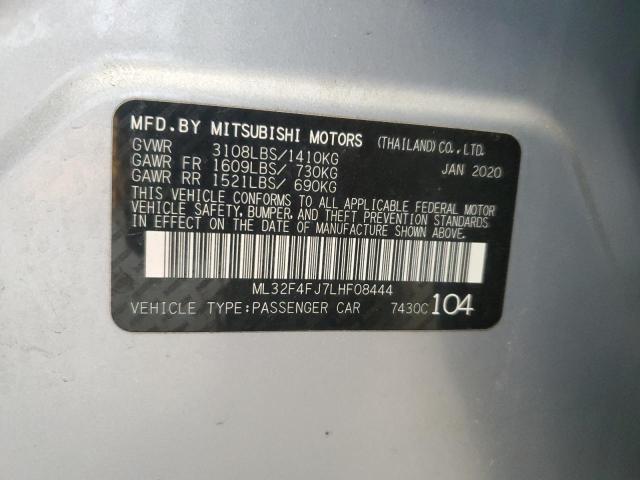 MFD.BY MITSUBISHI MOTORS (THAILAND) CO.,LTD.
GVWR 3108LBS/1410KG JAN 2020
GAWR FR 1609LBS/ 730KG
GAWR RR 1521LBS/ 690KG
THIS VEHICLE CONFORMS TO ALL APPLICABLE FEDERAL MOTOR
VEHICLE SAFETY, BUMPER, AND THEFT PREVENTION STANDARDS
IN EFFECT ON THE DATE OF MANUFACTURE SHOWN ABOVE.
ML32F4FJ7LHF08444
VEHICLE TYPE:PASSENGER CAR 7430C 104